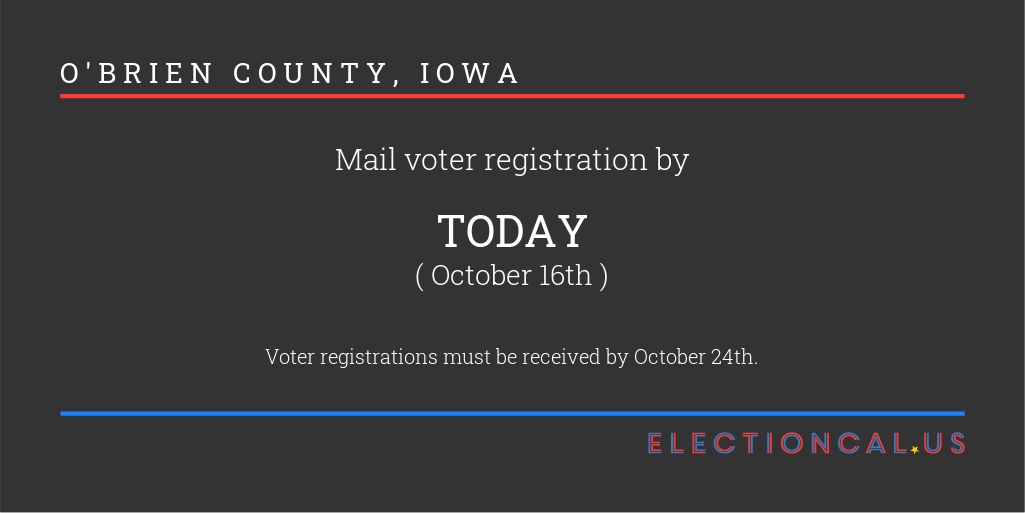 O'BRIEN COUNTY, IOWA
Mail voter registration by
TODAY
( October 16th )
Voter registrations must be received by October 24th.
ELECTIONCAL.US